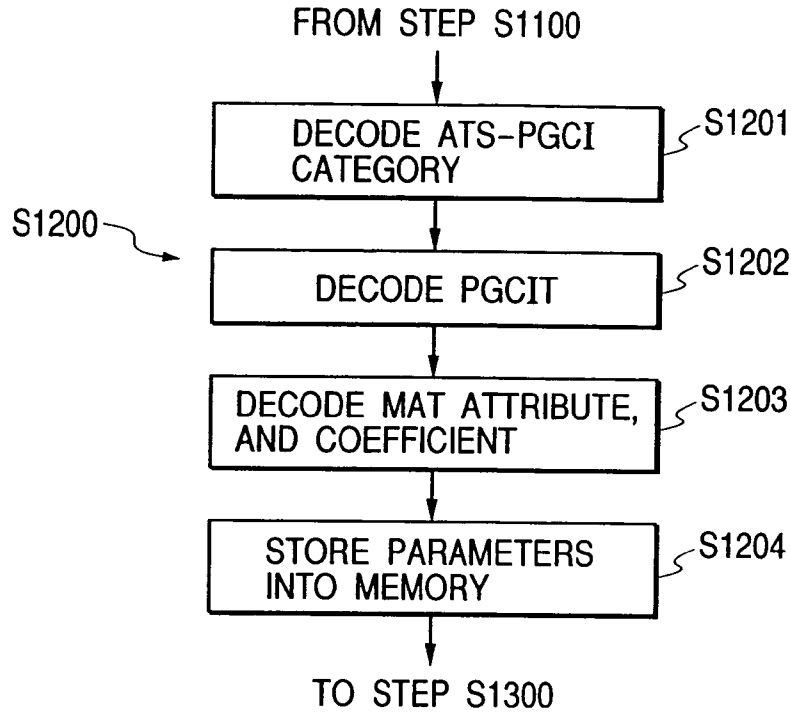 FROM STEP S1100
DECODE ATS-PGCI
CATEGORY
S1201
S1200
DECODE PGCIT
S1202
DECODE MAT ATTRIBUTE,
AND COEFFICIENT
S1203
STORE PARAMETERS
INTO MEMORY
S1204
TO STEP S1300